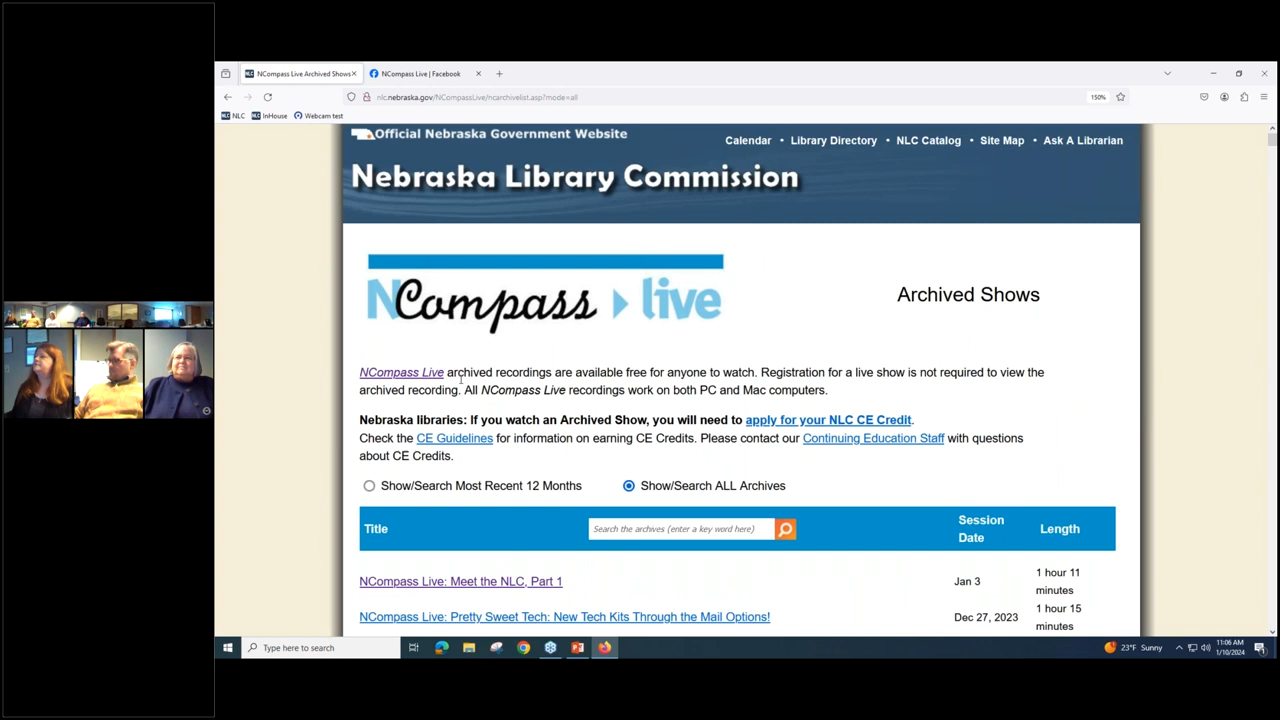 NCompass Live Archived Shows
NCompass Live | Facebook
nlc.nebraska.gov/NCompassLive/ncarchivelist.asp?mode=all
150%
NLC InHouse Webcam test
Official Nebraska Government Website
Calendar • Library Directory • NLC Catalog • Site Map • Ask A Librarian
Nebraska Library Commission
NCompass live
Archived Shows
NCompass Live archived recordings are available free for anyone to watch. Registration for a live show is not required to view the
archived recording. All NCompass Live recordings work on both PC and Mac computers.
Nebraska libraries: If you watch an Archived Show, you will need to apply for your NLC CE Credit.
Check the CE Guidelines for information on earning CE Credits. Please contact our Continuing Education Staff with questions
about CE Credits.
Show/Search Most Recent 12 Months Show/Search ALL Archives
Title Search the archives (enter a key word here) Session Date Length
NCompass Live: Meet the NLC, Part 1 Jan 3 1 hour 11 minutes
NCompass Live: Pretty Sweet Tech: New Tech Kits Through the Mail Options! Dec 27, 2023 1 hour 15 minutes
Type here to search
23°F Sunny
11:06 AM
1/10/2024